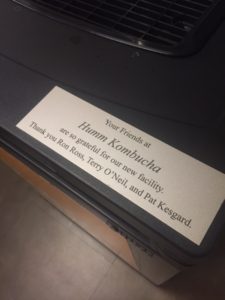 Your Friends at
Humm Kombucha
are so grateful for our new facility.
Thank you Ron Ross, Terry O'Neil, and Pat Kesgard.